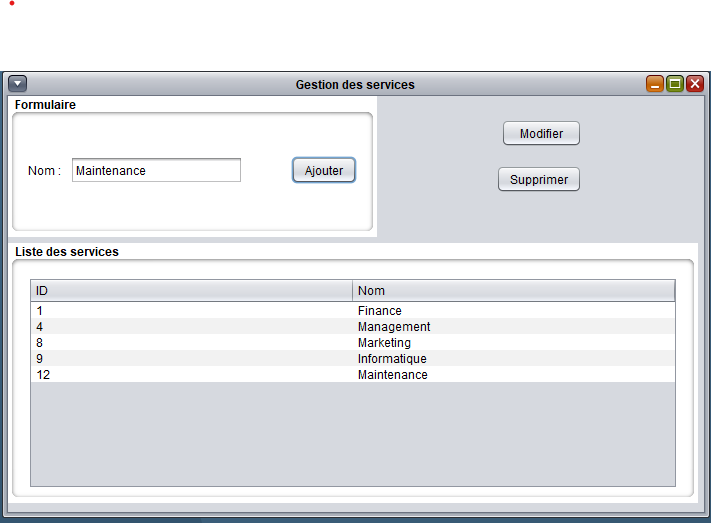 Gestion des services
Formulaire
Modifier
Nom : Maintenance Ajouter
Supprimer
Liste des services
ID Nom
1 Finance
4 Management
8 Marketing
9 Informatique
12 Maintenance